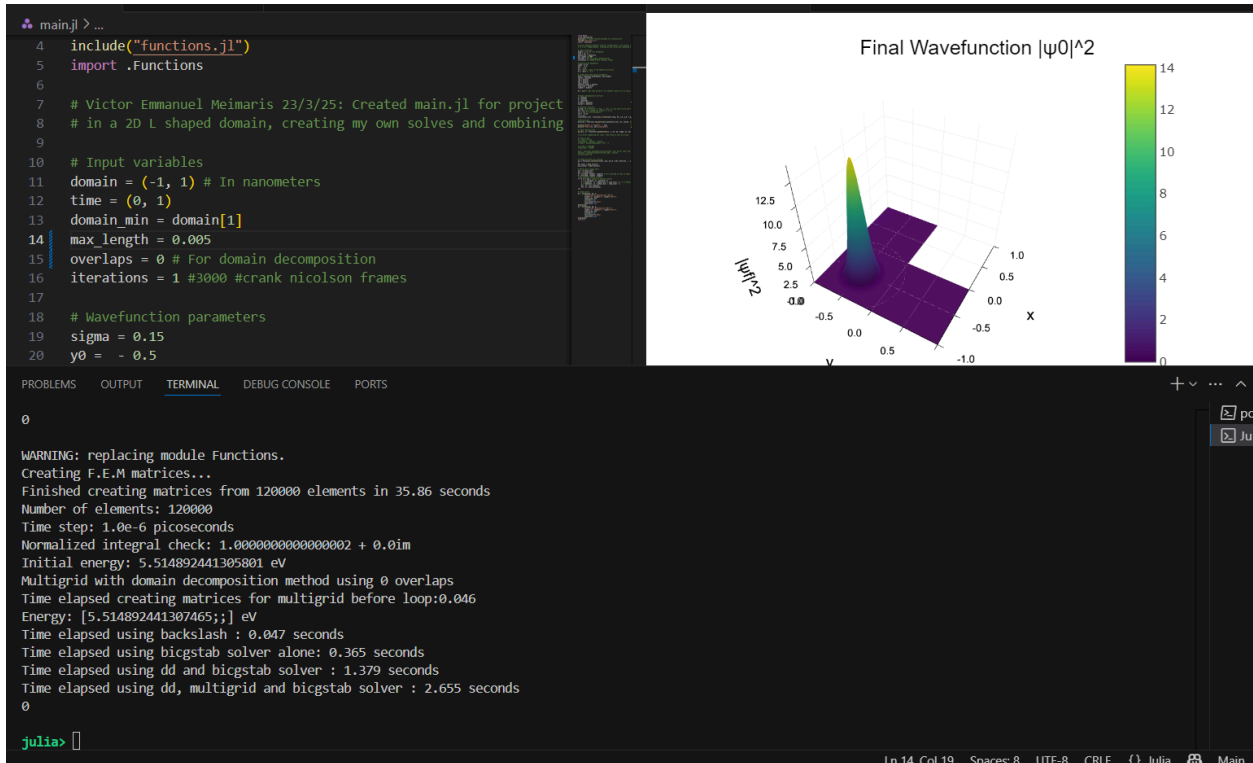 main.jl > ...
4 include("functions.jl")
5 import .Functions
6
7 # Victor Emmanuel Meimaris 23/3/25: Created main.jl for project
8 # in a 2D L shaped domain, creating my own solves and combining
9
10 # Input variables
11 domain = (-1, 1) # In nanometers
12 time = (0, 1)
13 domain_min = domain[1]
14 max_length = 0.005
15 overlaps = 0 # For domain decomposition
16 iterations = 1 #3000 #crank nicolson frames
17
18 # Wavefunction parameters
19 sigma = 0.15
20 y0 = - 0.5
Final Wavefunction |ψ0|^2
14
12
10
8
6
4
2
0
12.5
10.0
7.5
5.0
2.5
|ψf|^2
-0.5
0.0
0.5
y
1.0
0.5
0.0
-0.5
-1.0
x
PROBLEMS OUTPUT TERMINAL DEBUG CONSOLE PORTS
0
WARNING: replacing module Functions.
Creating F.E.M matrices...
Finished creating matrices from 120000 elements in 35.86 seconds
Number of elements: 120000
Time step: 1.0e-6 picoseconds
Normalized integral check: 1.0000000000000002 + 0.0im
Initial energy: 5.514892441305801 eV
Multigrid with domain decomposition method using 0 overlaps
Time elapsed creating matrices for multigrid before loop:0.046
Energy: [5.514892441307465;;] eV
Time elapsed using backslash : 0.047 seconds
Time elapsed using bicgstab solver alone: 0.365 seconds
Time elapsed using dd and bicgstab solver : 1.379 seconds
Time elapsed using dd, multigrid and bicgstab solver : 2.655 seconds
0
julia>
po
Ju
Ln 14, Col 19 Spaces: 8 UTF-8 CRLF {} Julia Main